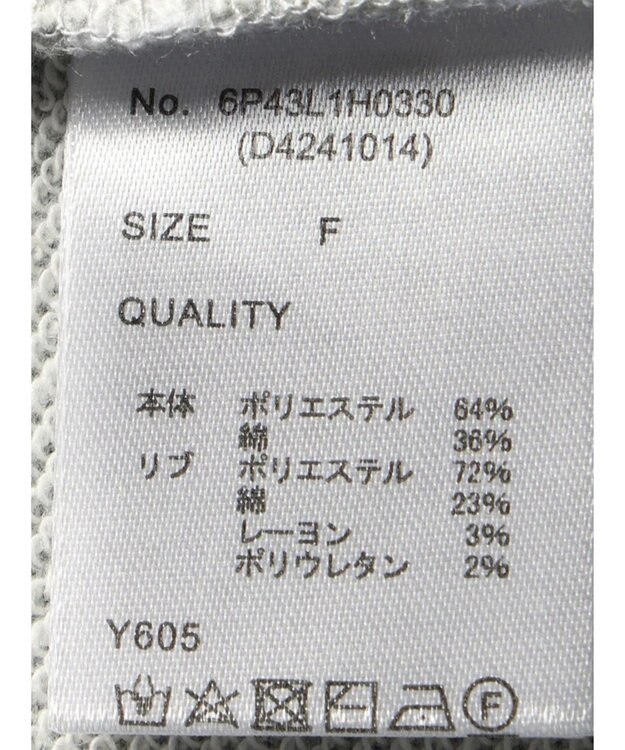 No. 6P43L1H0330
(D4241014)
SIZE F
QUALITY
本体 ポリエステル 64%
綿 36%
リブ ポリエステル 72%
綿 23%
レーヨン 3%
ポリウレタン 2%
Y605
F